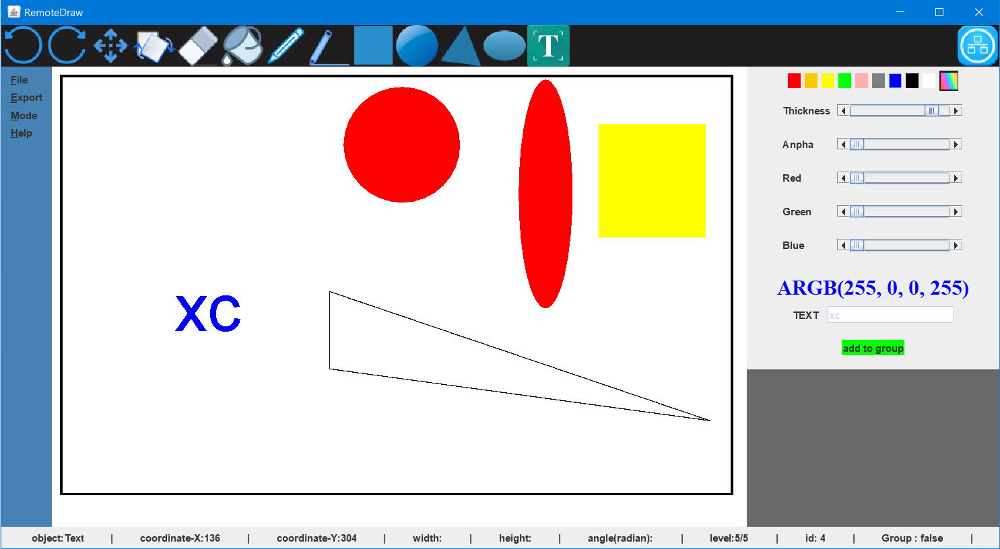 RemoteDraw
T
File
Export
Mode
Help
Thickness
Anpha
Red
Green
Blue
ARGB(255, 0, 0, 255)
TEXT xc
add to group
XC
object:Text | coordinate-X:136 | coordinate-Y:304 | width: | height: | angle(radian): | level:5/5 | id: 4 | Group : false |